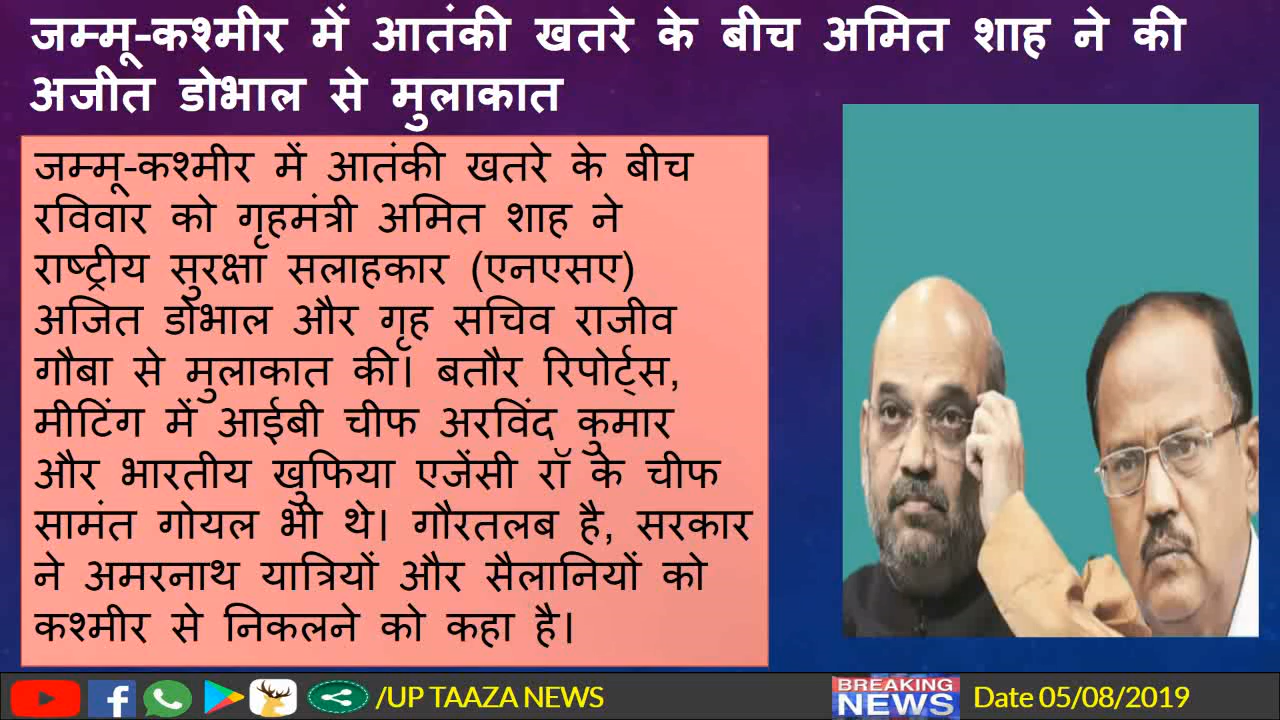 जम्मू-कश्मीर में आतंकी खतरे के बीच अमित शाह ने की
अजीत डोभाल से मुलाकात
जम्मू-कश्मीर में आतंकी खतरे के बीच
रविवार को गृहमंत्री अमित शाह ने
राष्ट्रीय सुरक्षा सलाहकार (एनएसए)
अजित डोभाल और गृह सचिव राजीव
गौबा से मुलाकात की। बतौर रिपोर्ट्स,
मीटिंग में आईबी चीफ अरविंद कुमार
और भारतीय खुफिया एजेंसी रॉ के चीफ
सामंत गोयल भी थे। गौरतलब है, सरकार
ने अमरनाथ यात्रियों और सैलानियों को
कश्मीर से निकलने को कहा है।
/UP TAAZA NEWS
BREAKING
NEWS
Date 05/08/2019